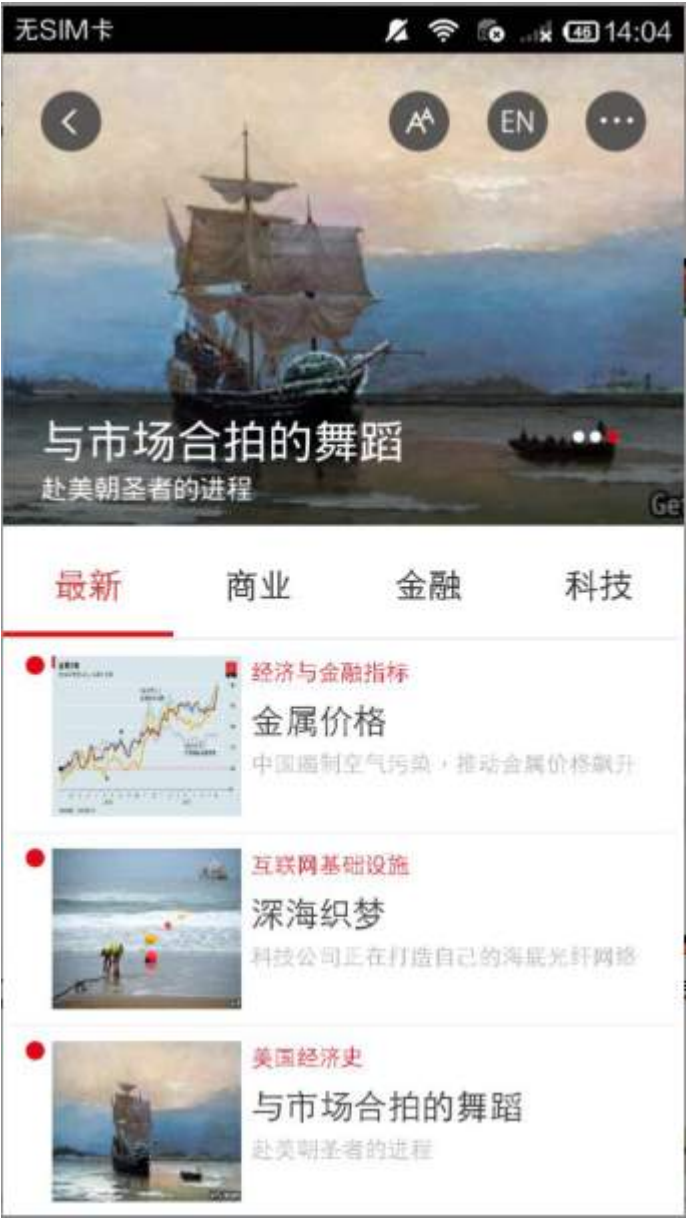 无SIM卡
46 14:04
AA EN
与市场合拍的舞蹈
赴美朝圣者的进程
Get
最新 商业 金融 科技
经济与金融指标
金属价格
中国遏制空气污染,推动金属价格飙升
互联网基础设施
深海织梦
科技公司正在打造自己的海底光纤网络
美国经济史
与市场合拍的舞蹈
赴美朝圣者的进程